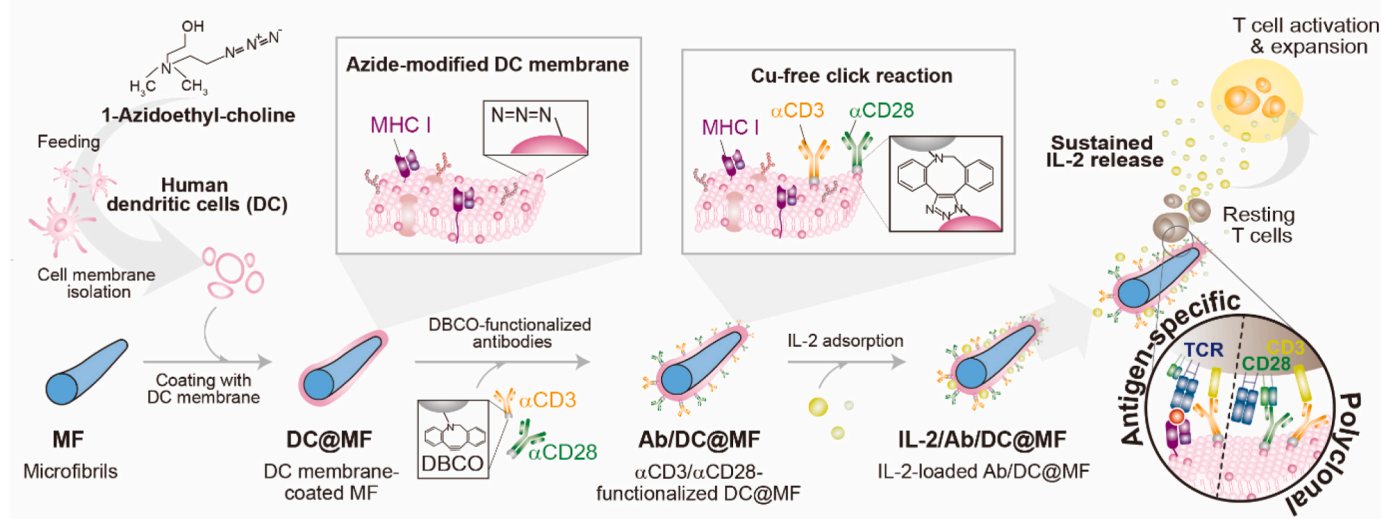 OH
N=N=N
+
-
N
H₃C
CH₃
1-Azidoethyl-choline
Feeding
Human
dendritic cells (DC)
Cell membrane
isolation
Azide-modified DC membrane
MHC I
N=N=N
Cu-free click reaction
MHC I
αCD3
αCD28
N
N=N
N
T cell activation
& expansion
Sustained
IL-2 release
Resting
T cells
Coating with
DC membrane
DBCO-functionalized
antibodies
N
DBCO
αCD3
αCD28
IL-2 adsorption
MF
Microfibrils
DC@MF
DC membrane-
coated MF
Ab/DC@MF
αCD3/αCD28-
functionalized DC@MF
IL-2/Ab/DC@MF
IL-2-loaded Ab/DC@MF
Antigen-specific
Polyclonal
TCR
CD3
CD28